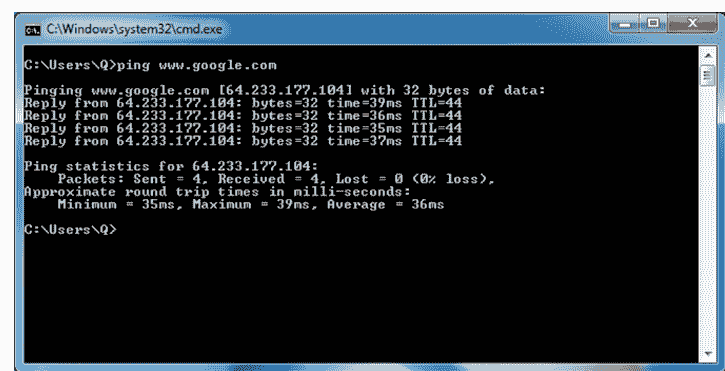 C:\Windows\system32\cmd.exe
C:\Users\Q>ping www.google.com
Pinging www.google.com [64.233.177.104] with 32 bytes of data:
Reply from 64.233.177.104: bytes=32 time=39ms TTL=44
Reply from 64.233.177.104: bytes=32 time=36ms TTL=44
Reply from 64.233.177.104: bytes=32 time=35ms TTL=44
Reply from 64.233.177.104: bytes=32 time=37ms TTL=44
Ping statistics for 64.233.177.104:
    Packets: Sent = 4, Received = 4, Lost = 0 (0% loss),
Approximate round trip times in milli-seconds:
    Minimum = 35ms, Maximum = 39ms, Average = 36ms
C:\Users\Q>